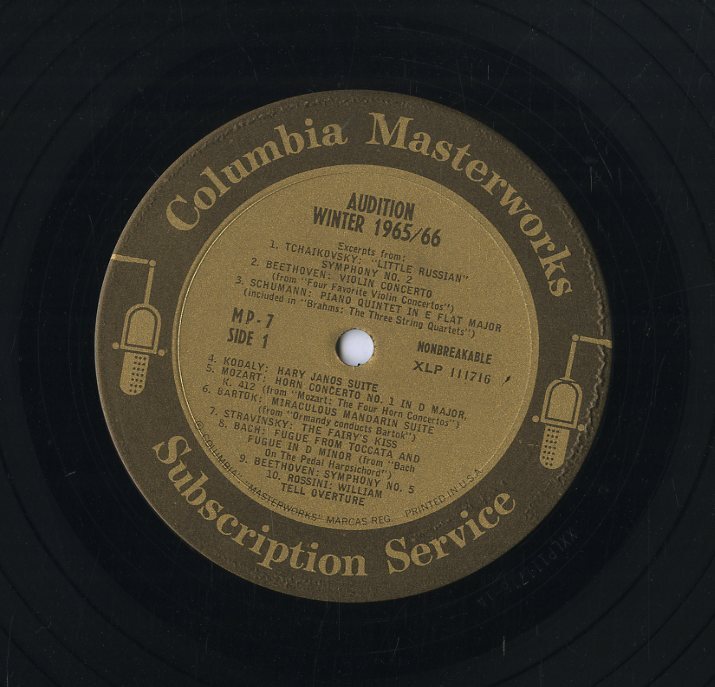 Columbia Masterworks
AUDITION
WINTER 1965/66
Excerpts from:
1. TCHAIKOVSKY: "LITTLE RUSSIAN"
SYMPHONY NO. 2
2. BEETHOVEN: VIOLIN CONCERTO
(from "Four Favorite Violin Concertos")
3. SCHUMANN: PIANO QUINTET IN E FLAT MAJOR
(included in "Brahms: The Three String Quartets")
MP-7
SIDE 1
NONBREAKABLE
XLP 111716
4. KODALY: HARY JANOS SUITE
5. MOZART: HORN CONCERTO NO. 1 IN D MAJOR,
K. 412 (from "Mozart: The Four Horn Concertos")
6. BARTOK: MIRACULOUS MANDARIN SUITE
(from "Ormandy conducts Bartok")
7. STRAVINSKY: THE FAIRY'S KISS
8. BACH: FUGUE FROM TOCCATA AND
FUGUE IN D MINOR (from "Bach
On The Pedal Harpsichord")
9. BEETHOVEN: SYMPHONY NO. 5
10. ROSSINI: WILLIAM
TELL OVERTURE
"COLUMBIA", "MASTERWORKS" MARCAS REG. PRINTED IN U.S.A.
Subscription Service